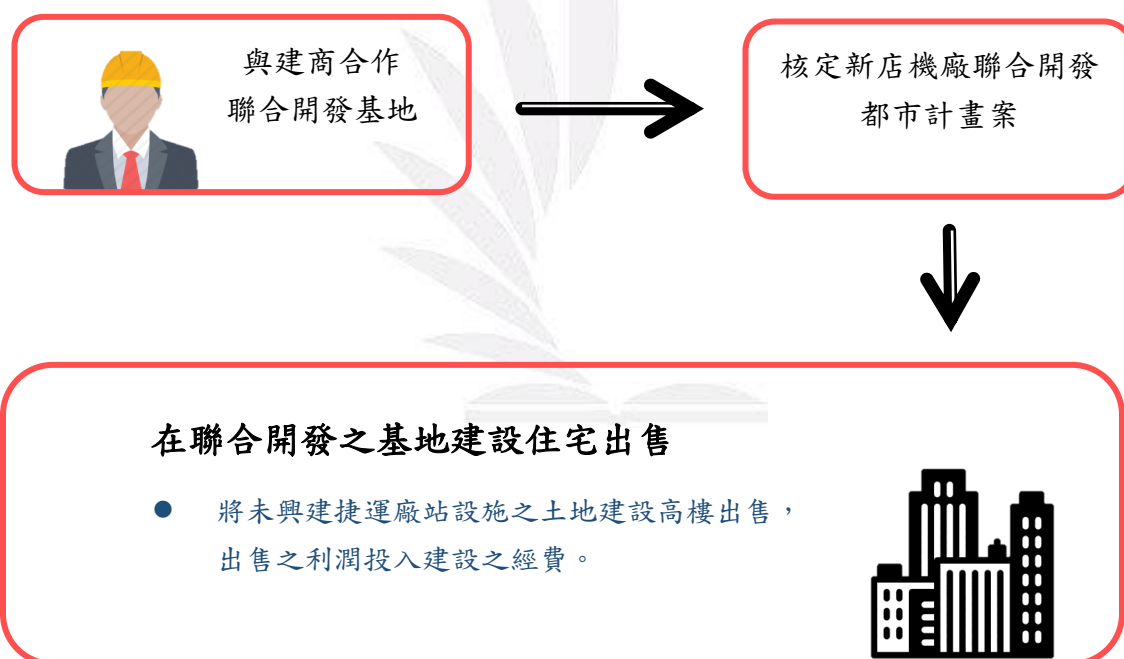 與建商合作
聯合開發基地
核定新店機廠聯合開發
都市計畫案
在聯合開發之基地建設住宅出售
● 將未興建捷運廠站設施之土地建設高樓出售，
出售之利潤投入建設之經費。